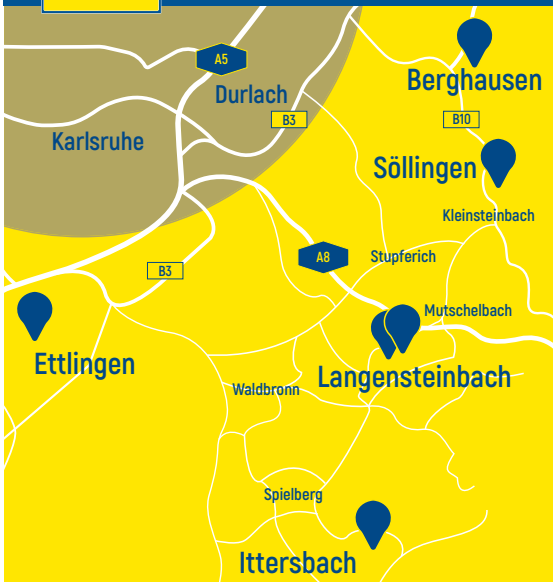 A5
Berghausen
Durlach
B3
B10
Karlsruhe
Söllingen
Kleinsteinbach
A8
Stupferich
B3
Mutschelbach
Ettlingen
Langensteinbach
Waldbronn
Spielberg
Ittersbach